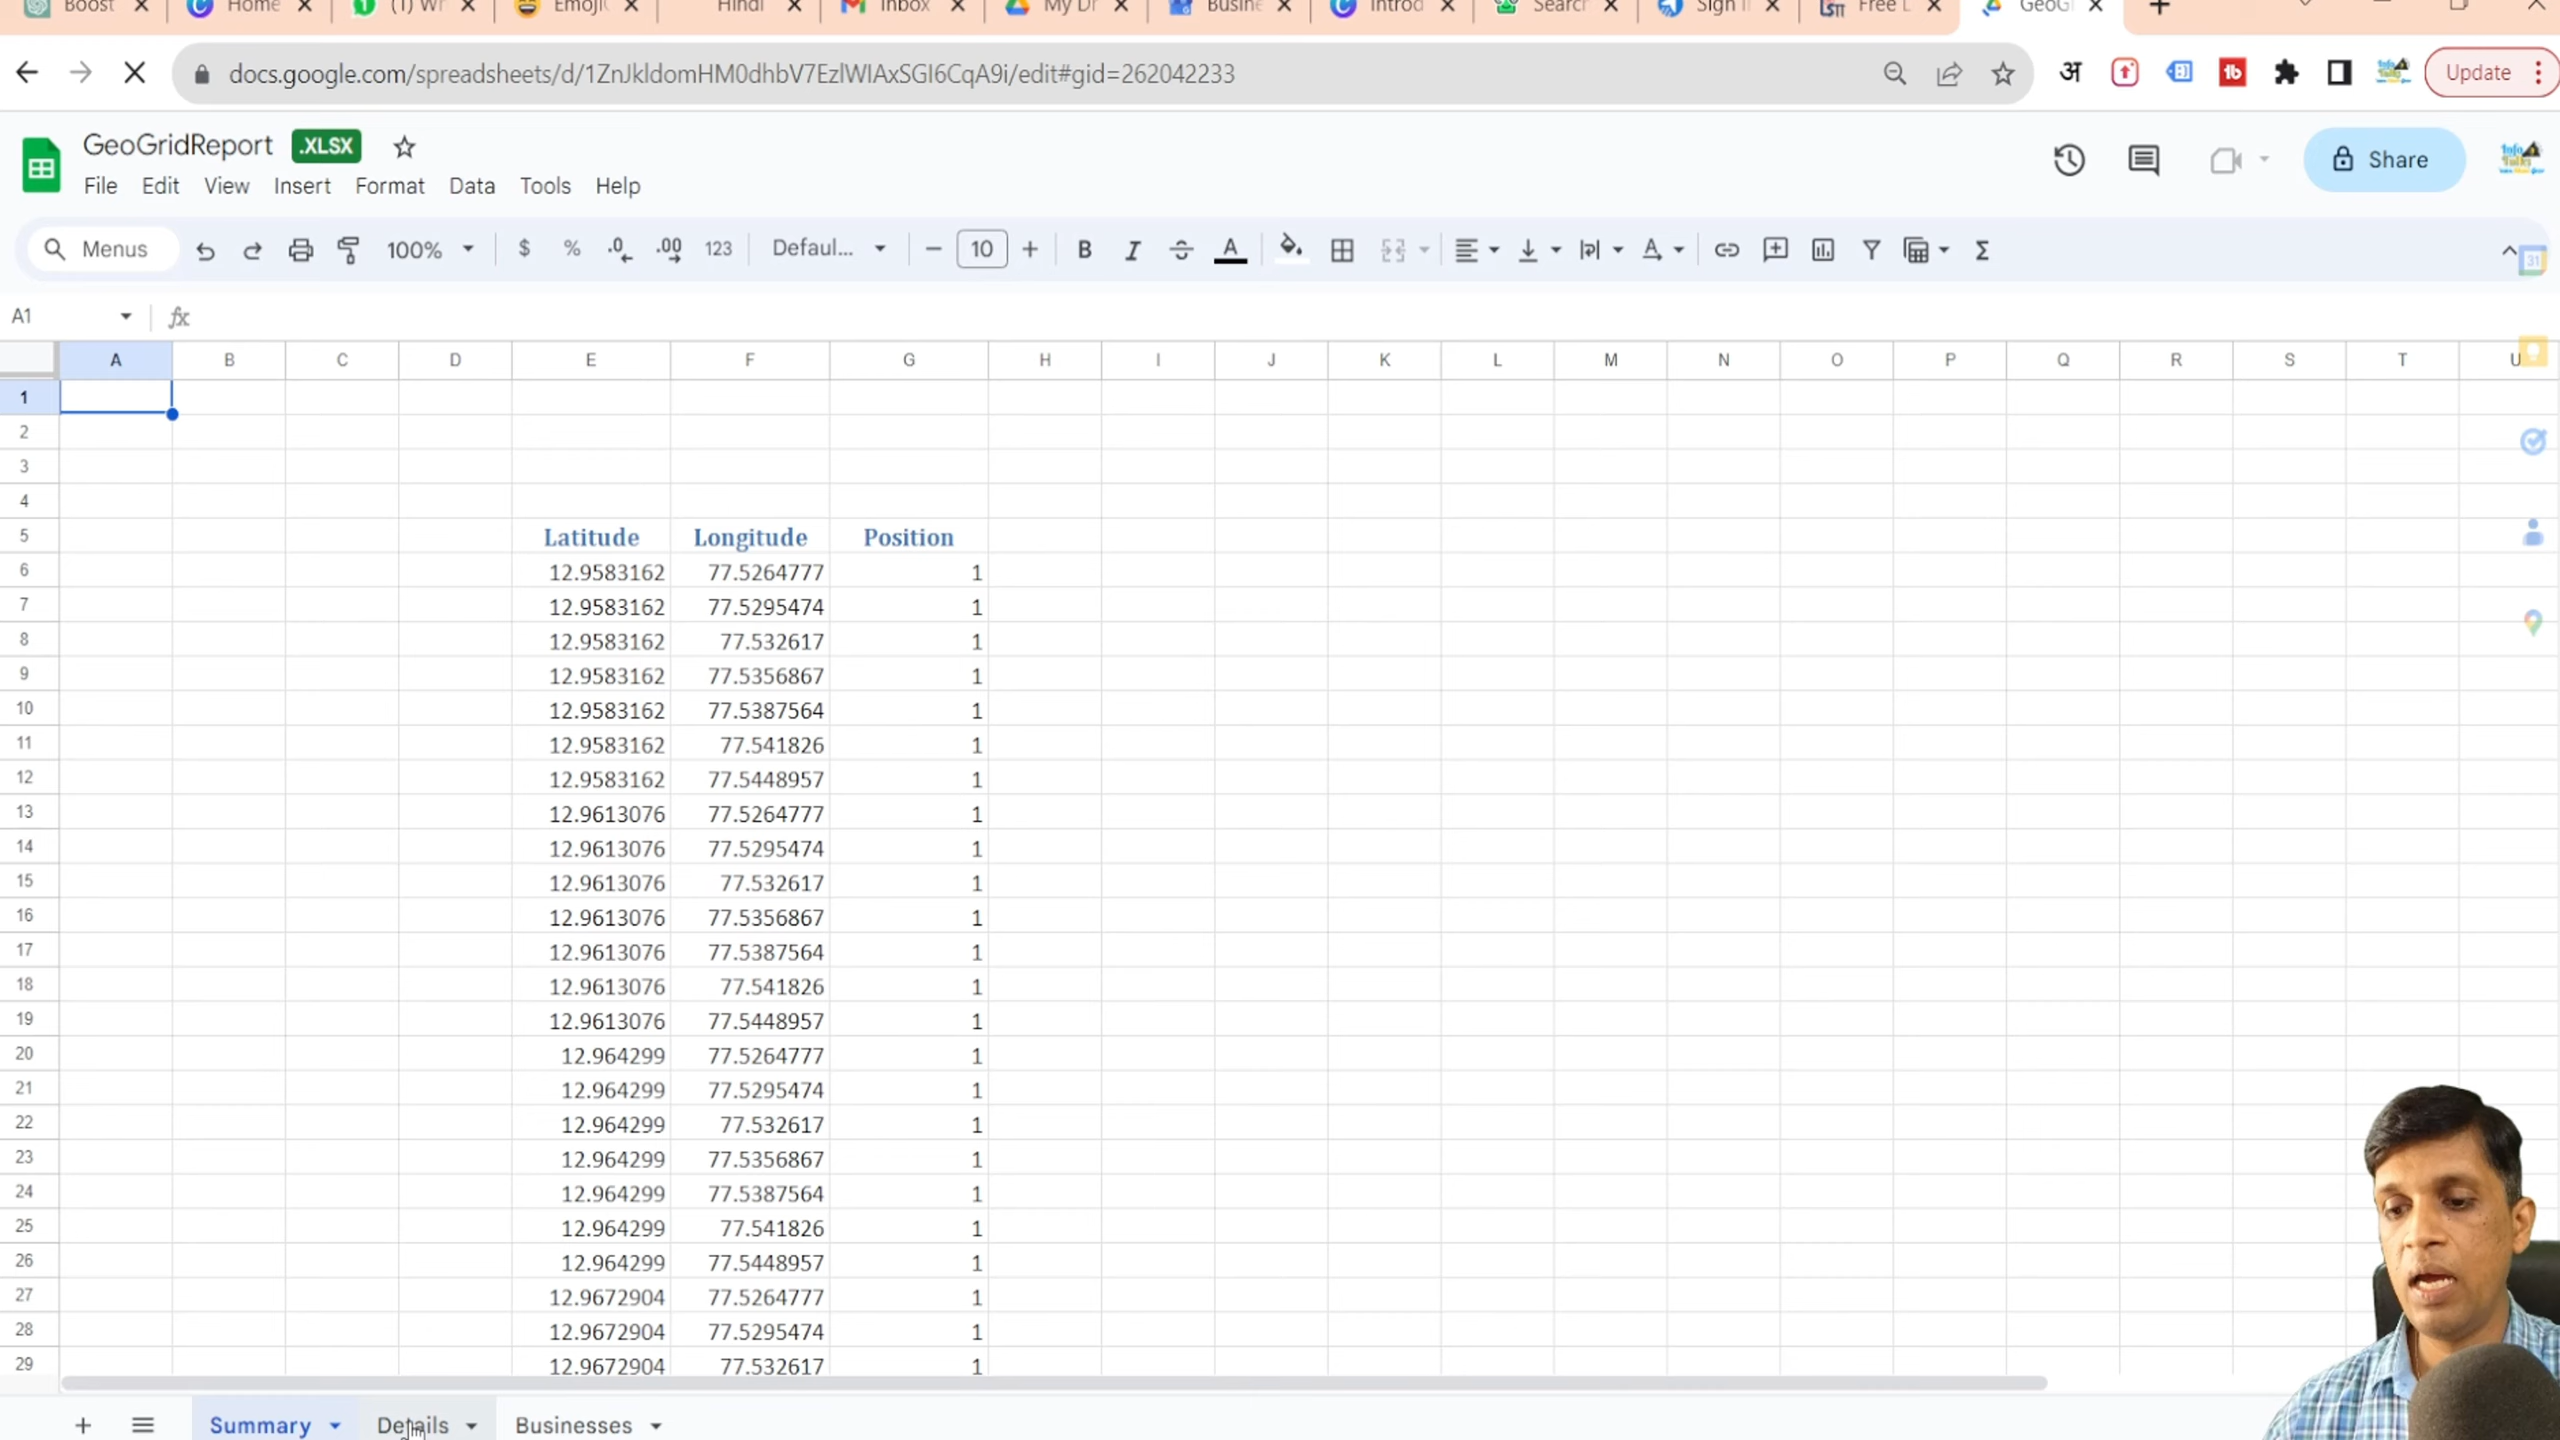 Boost Home (1) Wh Emoji Hindi Inbox My Dr Busine Introd Search Sign I Free L GeoG
docs.google.com/spreadsheets/d/1ZnJkldomHM0dhbV7EzlWIAxSGI6CqA9i/edit#gid=262042233 अ Update
GeoGridReport .XLSX
File Edit View Insert Format Data Tools Help
Share
Menus 100% $ % .0 .00 123 Defaul... 10 B I A 31
A1 fx
A B C D E F G H I J K L M N O P Q R S T U
1
2
3
4
5 Latitude Longitude Position
6 12.9583162 77.5264777 1
7 12.9583162 77.5295474 1
8 12.9583162 77.532617 1
9 12.9583162 77.5356867 1
10 12.9583162 77.5387564 1
11 12.9583162 77.541826 1
12 12.9583162 77.5448957 1
13 12.9613076 77.5264777 1
14 12.9613076 77.5295474 1
15 12.9613076 77.532617 1
16 12.9613076 77.5356867 1
17 12.9613076 77.5387564 1
18 12.9613076 77.541826 1
19 12.9613076 77.5448957 1
20 12.964299 77.5264777 1
21 12.964299 77.5295474 1
22 12.964299 77.532617 1
23 12.964299 77.5356867 1
24 12.964299 77.5387564 1
25 12.964299 77.541826 1
26 12.964299 77.5448957 1
27 12.9672904 77.5264777 1
28 12.9672904 77.5295474 1
29 12.9672904 77.532617 1
Summary Details Businesses